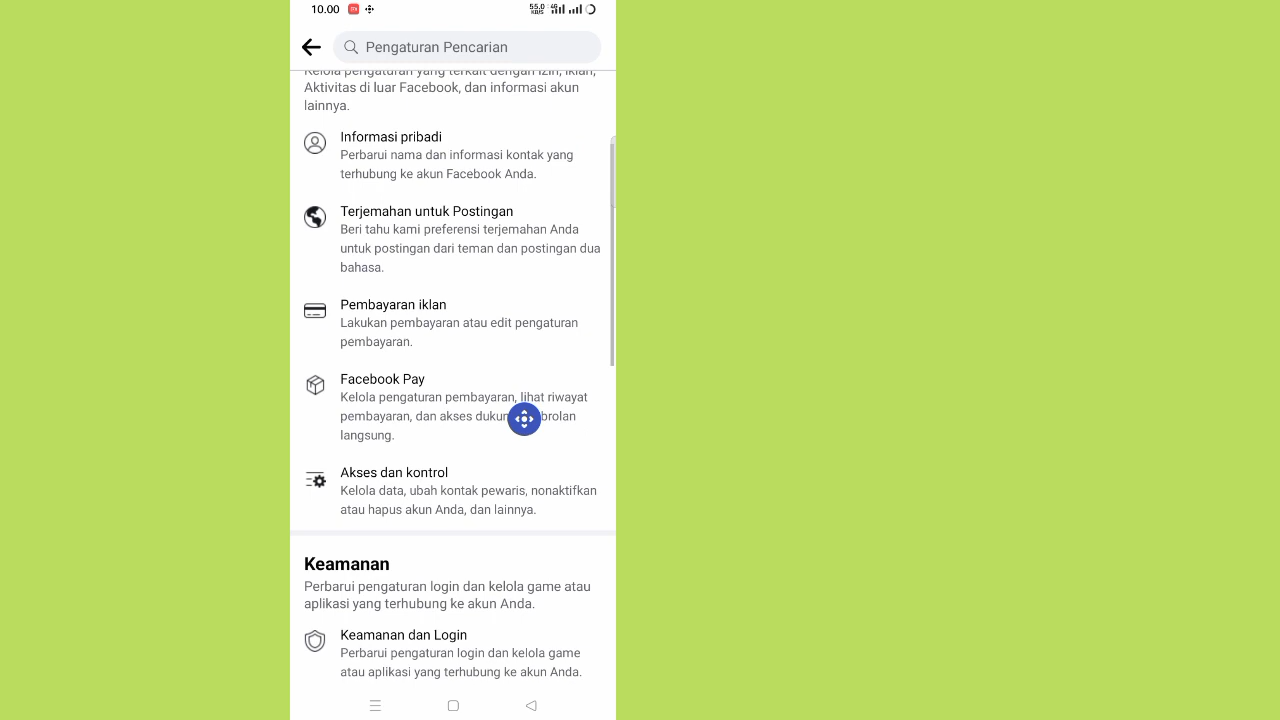 10.00
55.0
KB/S
4G
Pengaturan Pencarian
Kelola pengaturan yang terkait dengan izin, iklan,
Aktivitas di luar Facebook, dan informasi akun
lainnya.
Informasi pribadi
Perbarui nama dan informasi kontak yang
terhubung ke akun Facebook Anda.
Terjemahan untuk Postingan
Beri tahu kami preferensi terjemahan Anda
untuk postingan dari teman dan postingan dua
bahasa.
Pembayaran iklan
Lakukan pembayaran atau edit pengaturan
pembayaran.
Facebook Pay
Kelola pengaturan pembayaran, lihat riwayat
pembayaran, dan akses dukun brolan
langsung.
Akses dan kontrol
Kelola data, ubah kontak pewaris, nonaktifkan
atau hapus akun Anda, dan lainnya.
Keamanan
Perbarui pengaturan login dan kelola game atau
aplikasi yang terhubung ke akun Anda.
Keamanan dan Login
Perbarui pengaturan login dan kelola game
atau aplikasi yang terhubung ke akun Anda.